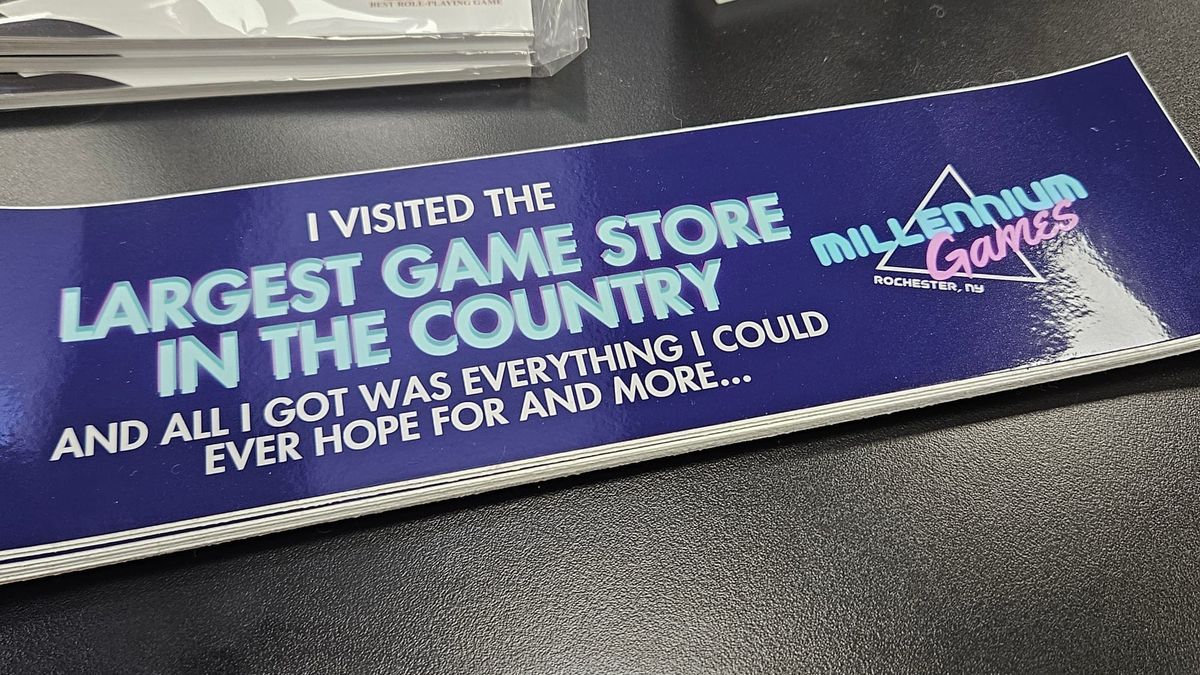 BEST ROLE-PLAYING GAME
I VISITED THE
LARGEST GAME STORE
IN THE COUNTRY
AND ALL I GOT WAS EVERYTHING I COULD
EVER HOPE FOR AND MORE...
MILLENNIUM
Games
ROCHESTER, NY